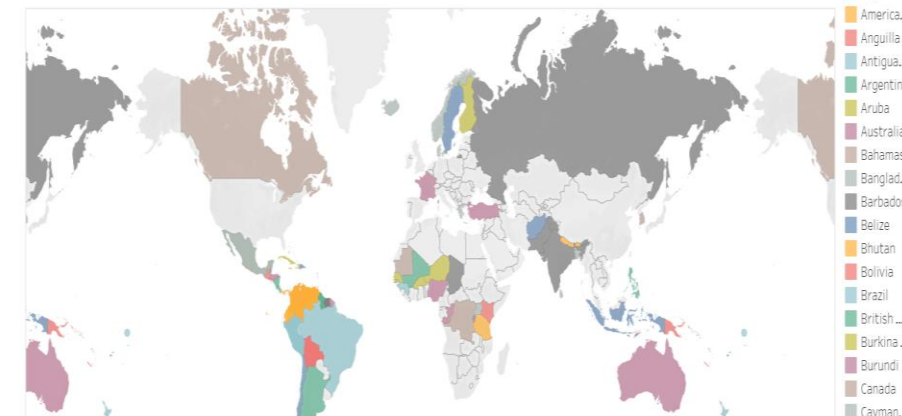 America..
Anguilla
Antigua..
Argentin
Aruba
Australia
Bahamas
Banglad..
Barbados
Belize
Bhutan
Bolivia
Brazil
British ..
Burkina ..
Burundi
Canada
Cayman..